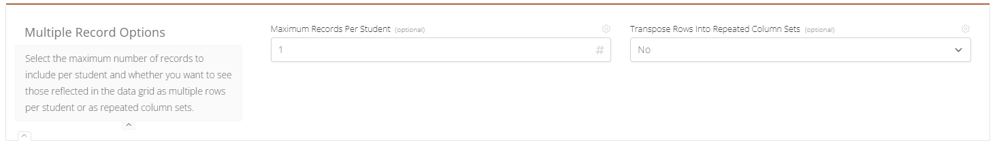 Multiple Record Options
Select the maximum number of records to
include per student and whether you want to see
those reflected in the data grid as multiple rows
per student or as repeated column sets.
Maximum Records Per Student (optional)
1 #
Transpose Rows Into Repeated Column Sets (optional)
No